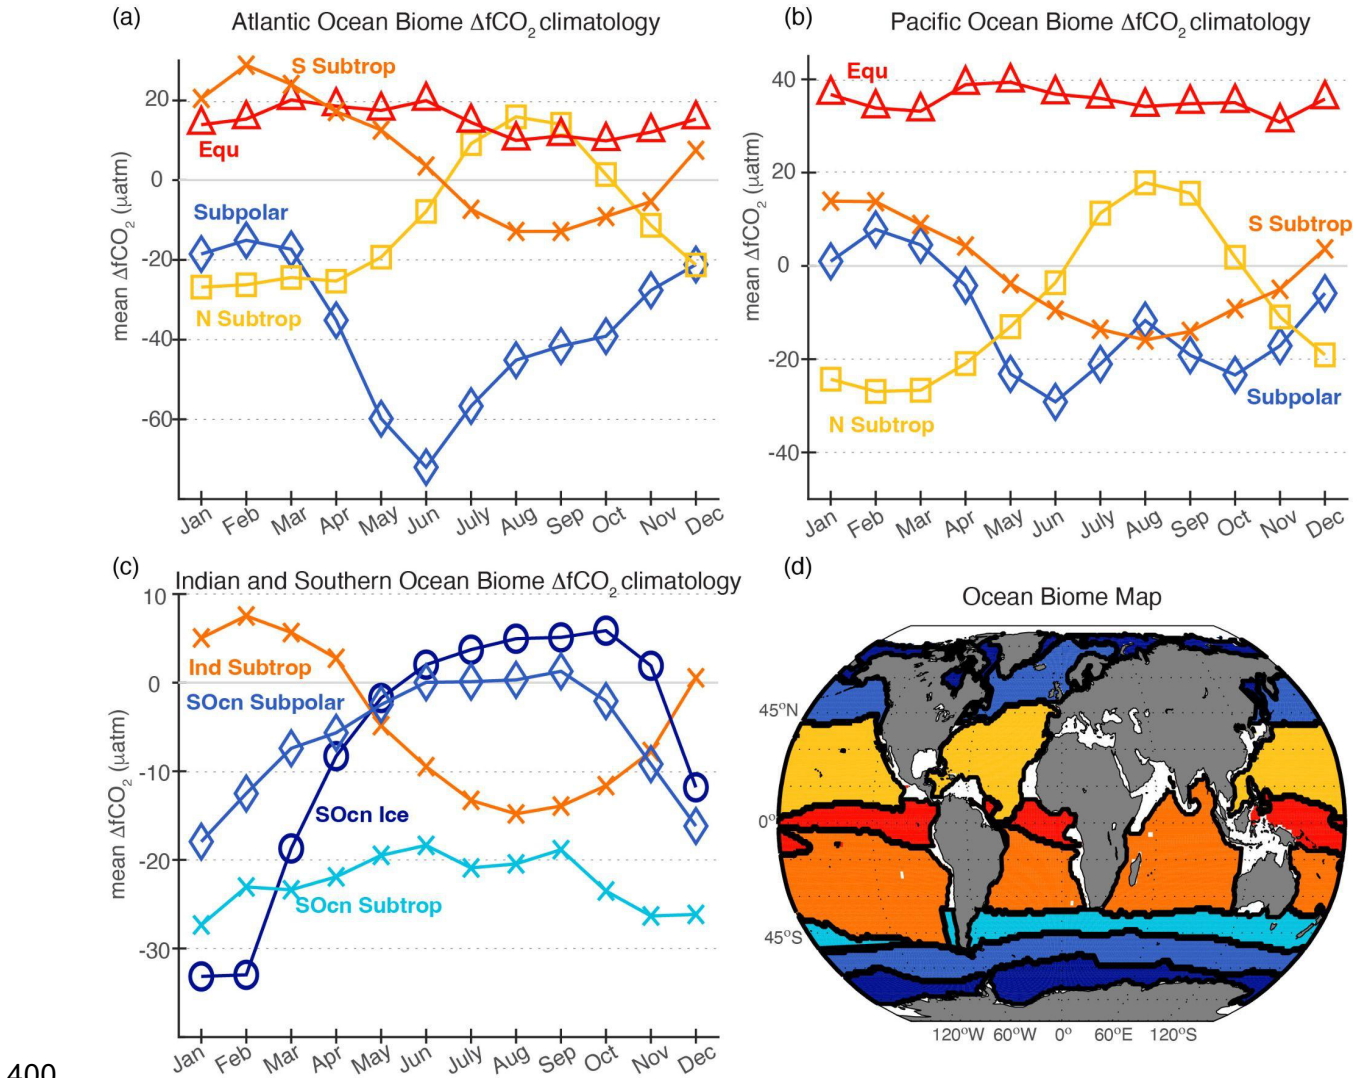 (a)
Atlantic Ocean Biome ΔfCO2 climatology
mean ΔfCO2 (μatm)
20
0
-20
-40
-60
S Subtrop
Equ
Subpolar
N Subtrop
Jan Feb Mar Apr May Jun July Aug Sep Oct Nov Dec
(b)
Pacific Ocean Biome ΔfCO2 climatology
mean ΔfCO2 (μatm)
40
20
0
-20
-40
Equ
S Subtrop
Subpolar
N Subtrop
Jan Feb Mar Apr May Jun July Aug Sep Oct Nov Dec
(c)
Indian and Southern Ocean Biome ΔfCO2 climatology
mean ΔfCO2 (μatm)
10
0
-10
-20
-30
Ind Subtrop
SOcn Subpolar
SOcn Ice
SOcn Subtrop
Jan Feb Mar Apr May Jun July Aug Sep Oct Nov Dec
(d)
Ocean Biome Map
45°N
0°
45°S
120°W 60°W 0° 60°E 120°S
400